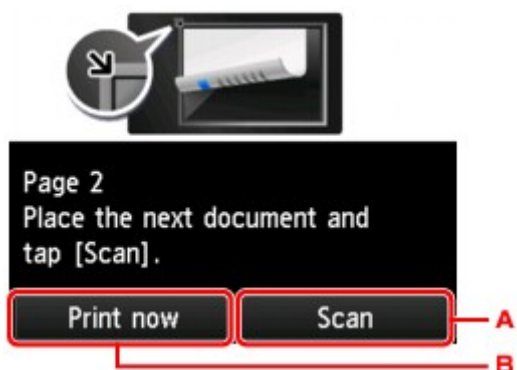 Page 2
Place the next document and
tap [Scan].
Print now
Scan
A
B